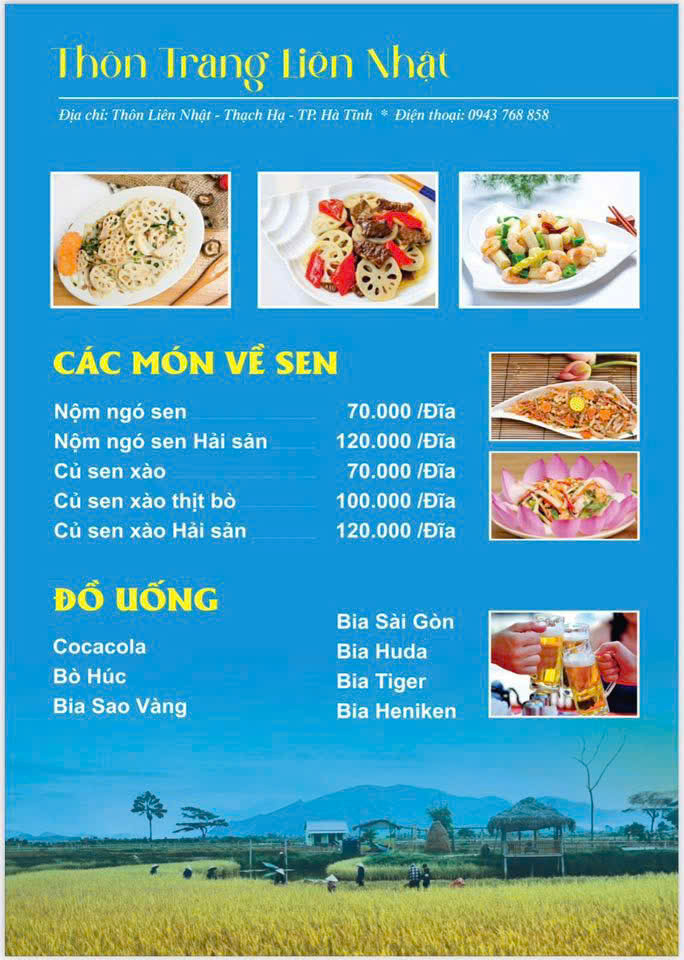 Thôn Trang Liên Nhật
Địa chỉ: Thôn Liên Nhật - Thạch Hạ - TP. Hà Tĩnh * Điện thoại: 0943 768 858
CÁC MÓN VỀ SEN
Nộm ngó sen 70.000 /Đĩa
Nộm ngó sen Hải sản 120.000 /Đĩa
Củ sen xào 70.000 /Đĩa
Củ sen xào thịt bò 100.000 /Đĩa
Củ sen xào Hải sản 120.000 /Đĩa
ĐỒ UỐNG
Cocacola
Bò Húc
Bia Sao Vàng
Bia Sài Gòn
Bia Huda
Bia Tiger
Bia Heniken